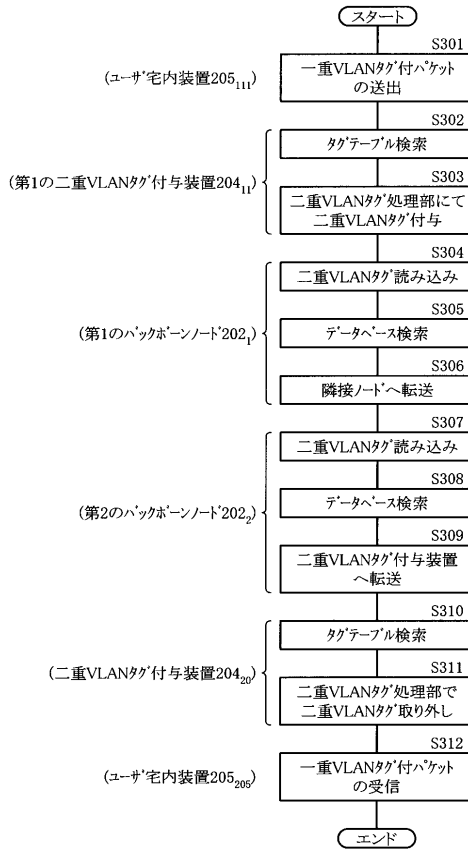 スタート
S301
(ユーザ宅内装置205111)
一重VLANタグ付パケット
の送出
S302
タグテーブル検索
(第1の二重VLANタグ付与装置20411)
S303
二重VLANタグ処理部にて
二重VLANタグ付与
S304
二重VLANタグ読み込み
S305
(第1のバックボーンノード2021)
データベース検索
S306
隣接ノードへ転送
S307
二重VLANタグ読み込み
S308
(第2のバックボーンノード2022)
データベース検索
S309
二重VLANタグ付与装置
へ転送
S310
タグテーブル検索
(二重VLANタグ付与装置20420)
S311
二重VLANタグ処理部で
二重VLANタグ取り外し
S312
(ユーザ宅内装置205205)
一重VLANタグ付パケット
の受信
エンド